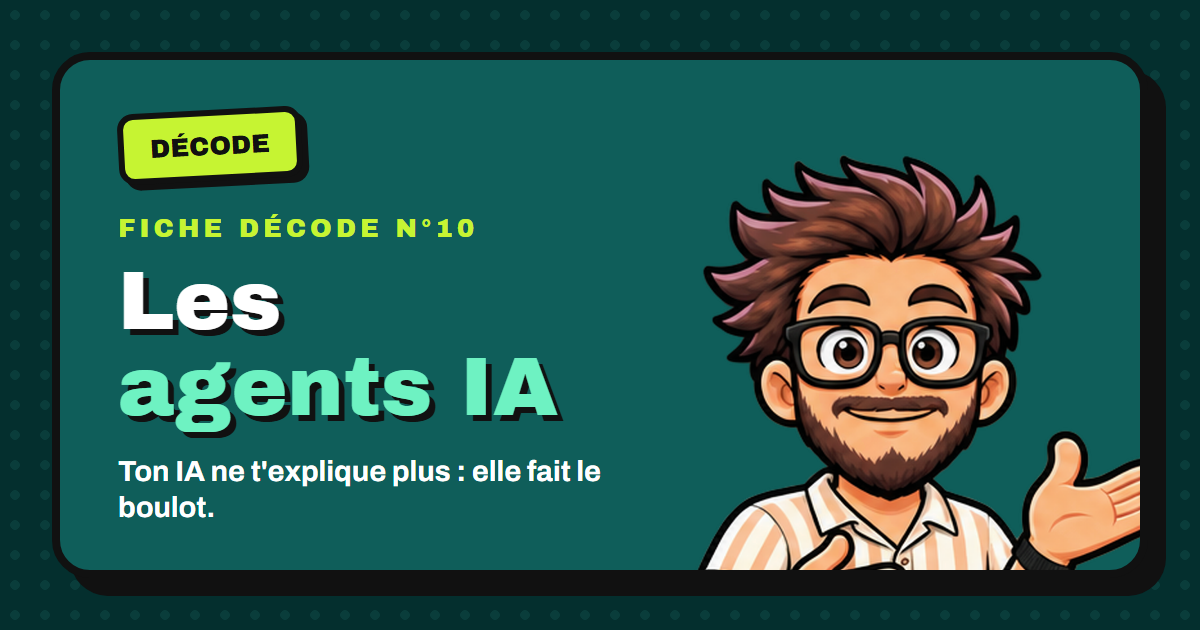 DÉCODE
FICHE DÉCODE N°10
Les
agents IA
Ton IA ne t'explique plus : elle fait le
boulot.